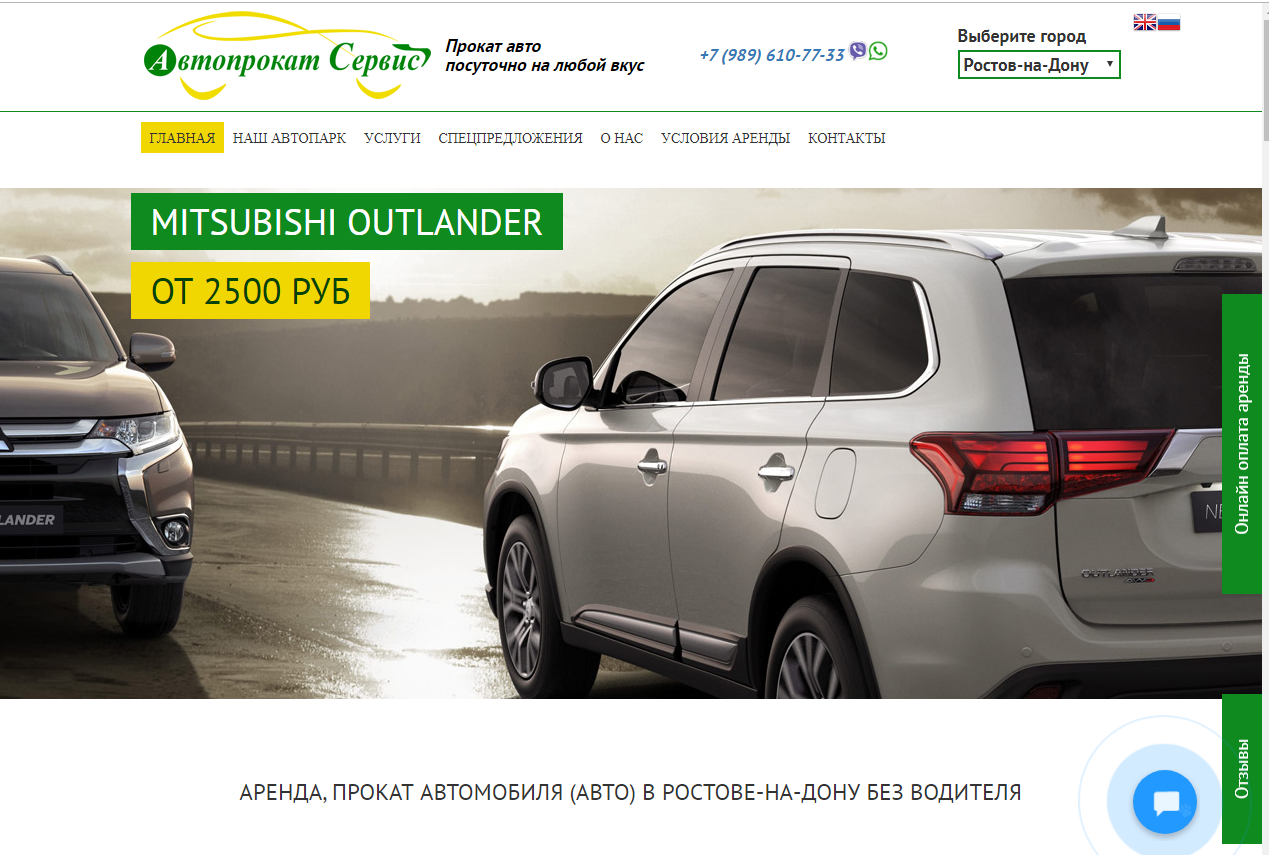 Автопрокат Сервис
Прокат авто
посуточно на любой вкус
+7 (989) 610-77-33
Выберите город
Ростов-на-Дону
ГЛАВНАЯ НАШ АВТОПАРК УСЛУГИ СПЕЦПРЕДЛОЖЕНИЯ О НАС УСЛОВИЯ АРЕНДЫ КОНТАКТЫ
MITSUBISHI OUTLANDER
ОТ 2500 РУБ
Онлайн оплата аренды
LANDER
NE
OUTLANDER
Отзывы
АРЕНДА, ПРОКАТ АВТОМОБИЛЯ (АВТО) В РОСТОВЕ-НА-ДОНУ БЕЗ ВОДИТЕЛЯ